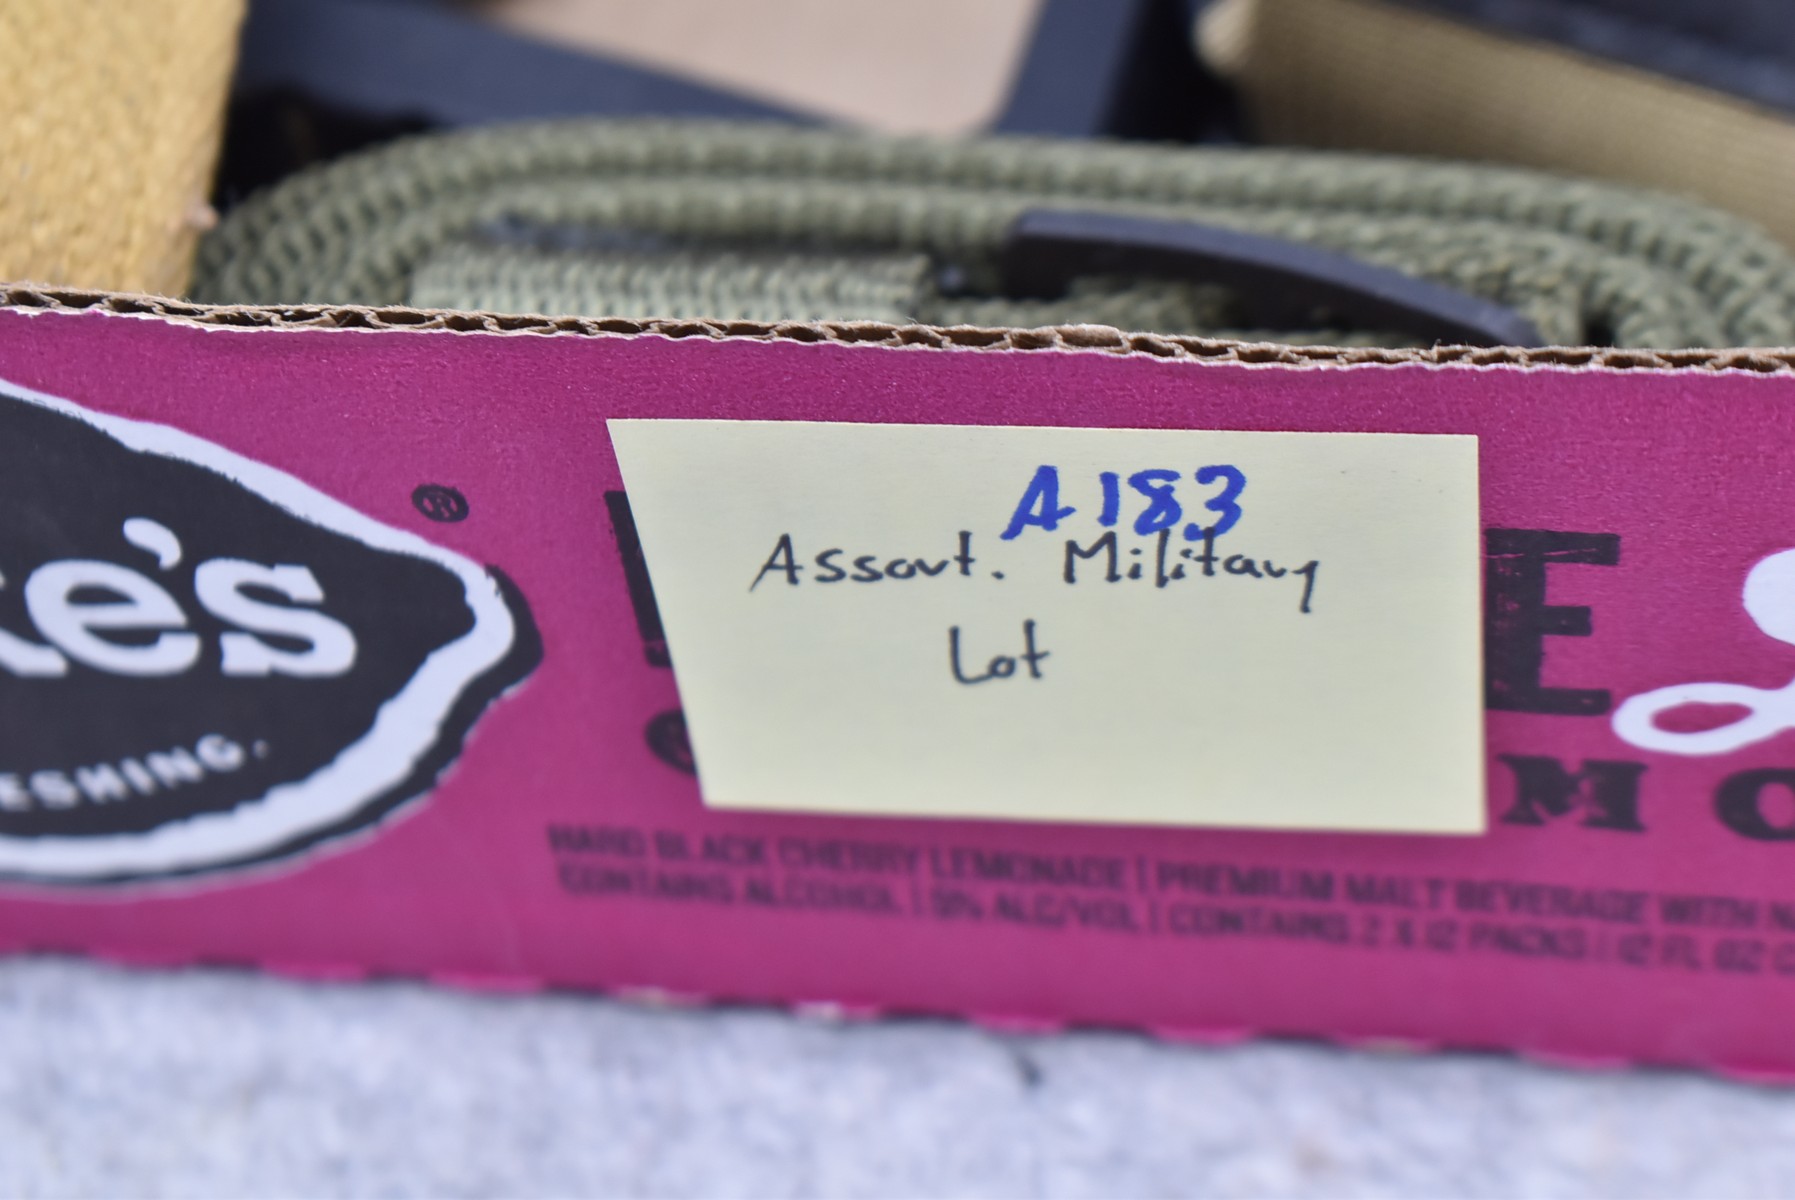 A183
Assort. Military
Lot
ke's
®
ESHING.
E
MO
HARD BLACK CHERRY LEMONADE | PREMIUM MALT BEVERAGE WITH
CONTAINS ALCOHOL | 5% ALC/VOL | CONTAINS 2 X 12 PACKS | 12 FL OZ